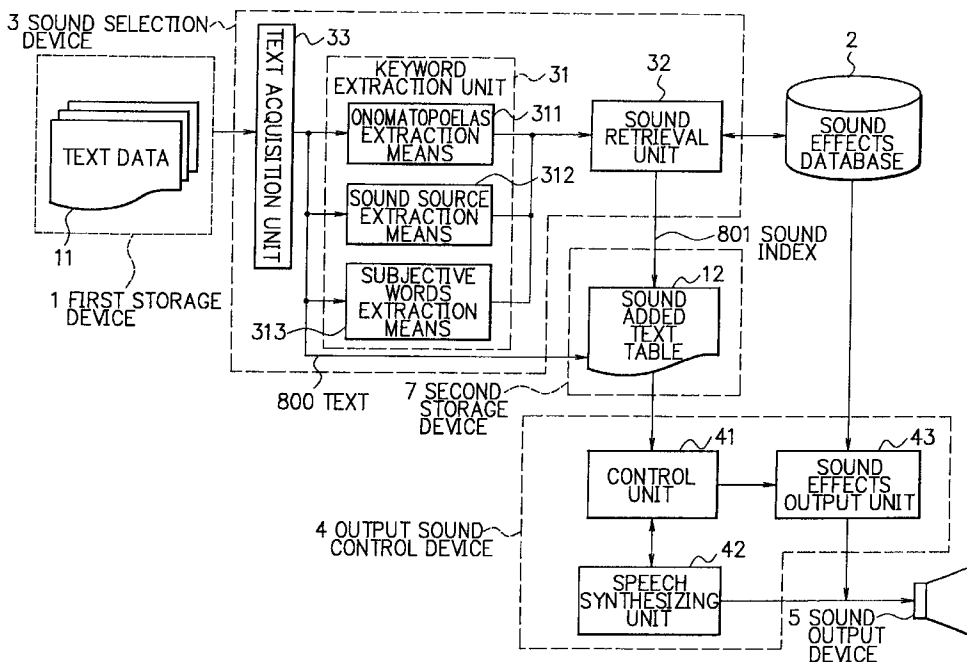 3 SOUND SELECTION
DEVICE
33
TEXT ACQUISITION UNIT
KEYWORD
EXTRACTION UNIT
31
311
ONOMATOPOELAS
EXTRACTION
MEANS
312
SOUND SOURCE
EXTRACTION
MEANS
SUBJECTIVE
WORDS
EXTRACTION
MEANS
313
32
SOUND
RETRIEVAL
UNIT
2
SOUND
EFFECTS
DATABASE
TEXT DATA
11
1 FIRST STORAGE
DEVICE
801 SOUND
INDEX
12
SOUND
ADDED
TEXT
TABLE
800 TEXT
7 SECOND
STORAGE
DEVICE
41
CONTROL
UNIT
43
SOUND
EFFECTS
OUTPUT UNIT
4 OUTPUT SOUND
CONTROL DEVICE
42
SPEECH
SYNTHESIZING
UNIT
5 SOUND
OUTPUT
DEVICE